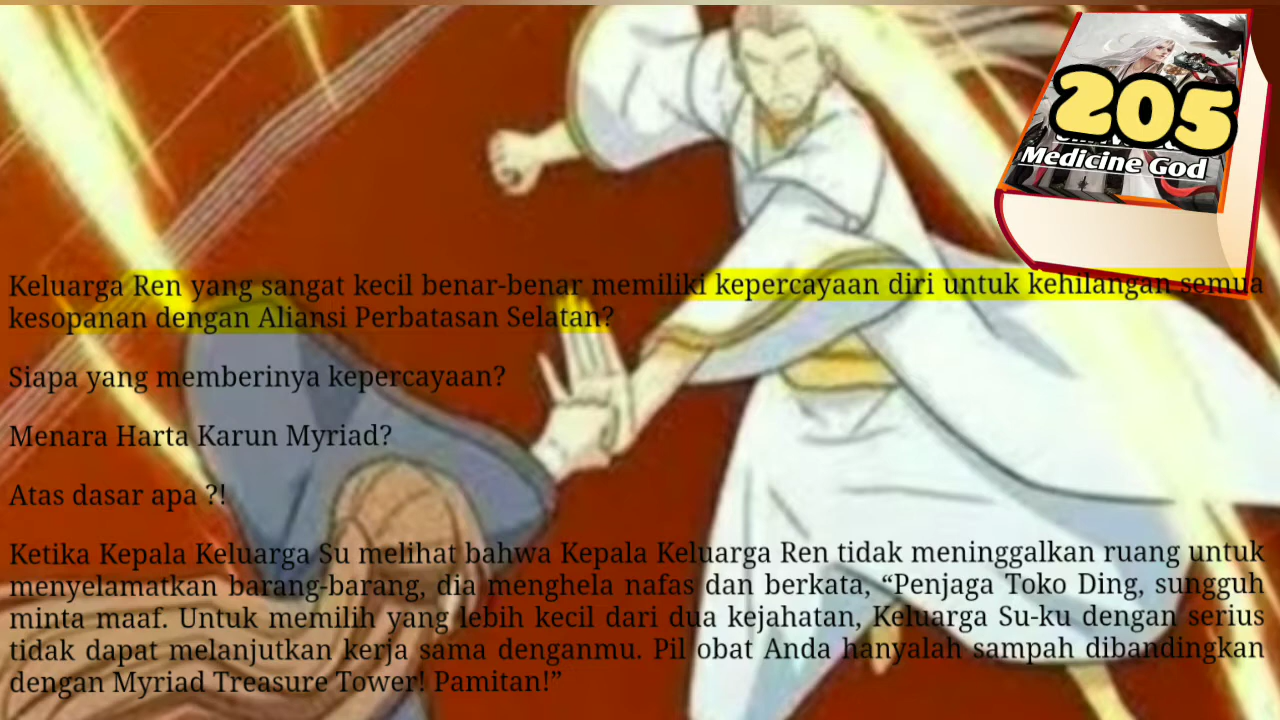 205
Medicine God
Keluarga Ren yang sangat kecil benar-benar memiliki kepercayaan diri untuk kehilangan semua
kesopanan dengan Aliansi Perbatasan Selatan?
Siapa yang memberinya kepercayaan?
Menara Harta Karun Myriad?
Atas dasar apa ?!
Ketika Kepala Keluarga Su melihat bahwa Kepala Keluarga Ren tidak meninggalkan ruang untuk
menyelamatkan barang-barang, dia menghela nafas dan berkata, “Penjaga Toko Ding, sungguh
minta maaf. Untuk memilih yang lebih kecil dari dua kejahatan, Keluarga Su-ku dengan serius
tidak dapat melanjutkan kerja sama denganmu. Pil obat Anda hanyalah sampah dibandingkan
dengan Myriad Treasure Tower! Pamitan!”